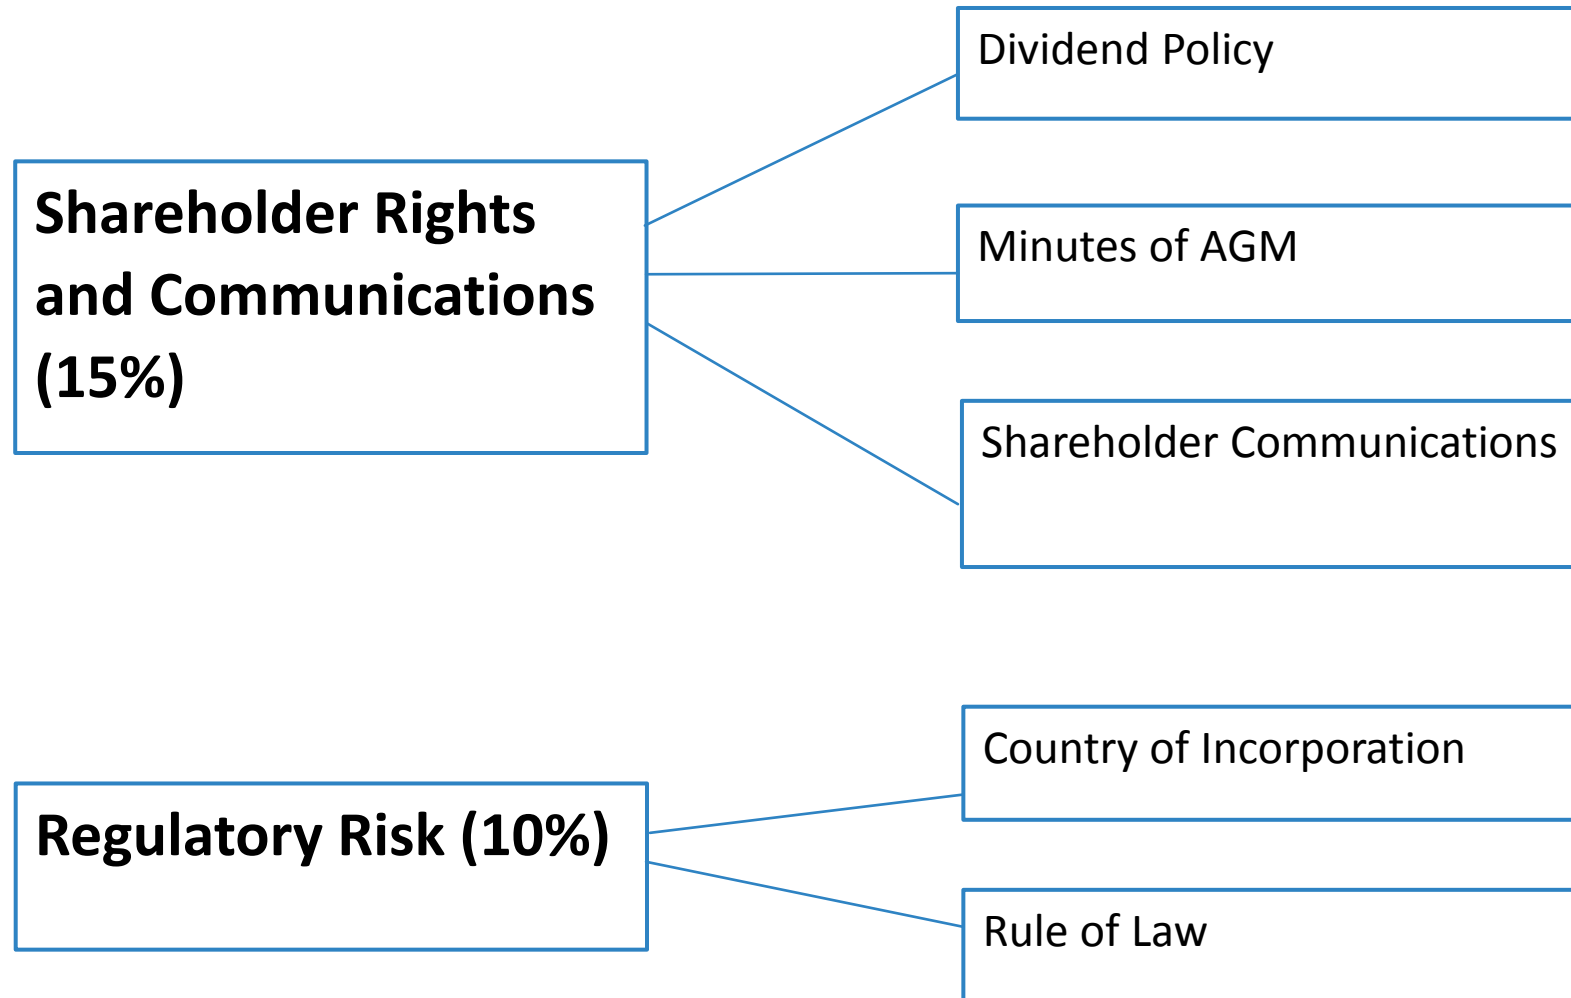 Dividend Policy
Shareholder Rights
and Communications
(15%)
Minutes of AGM
Shareholder Communications
Country of Incorporation
Regulatory Risk (10%)
Rule of Law